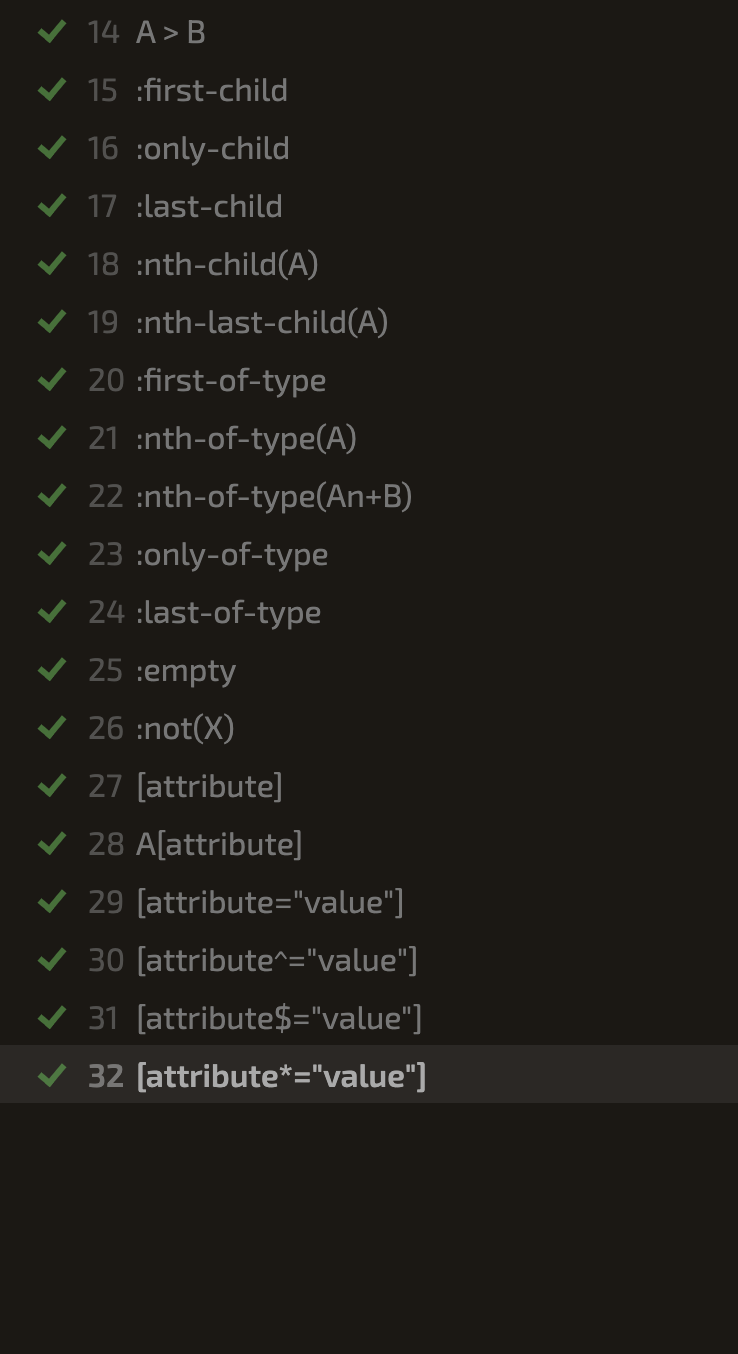 14 A > B
15 :first-child
16 :only-child
17 :last-child
18 :nth-child(A)
19 :nth-last-child(A)
20 :first-of-type
21 :nth-of-type(A)
22 :nth-of-type(An+B)
23 :only-of-type
24 :last-of-type
25 :empty
26 :not(X)
27 [attribute]
28 A[attribute]
29 [attribute="value"]
30 [attribute^="value"]
31 [attribute$="value"]
32 [attribute*="value"]